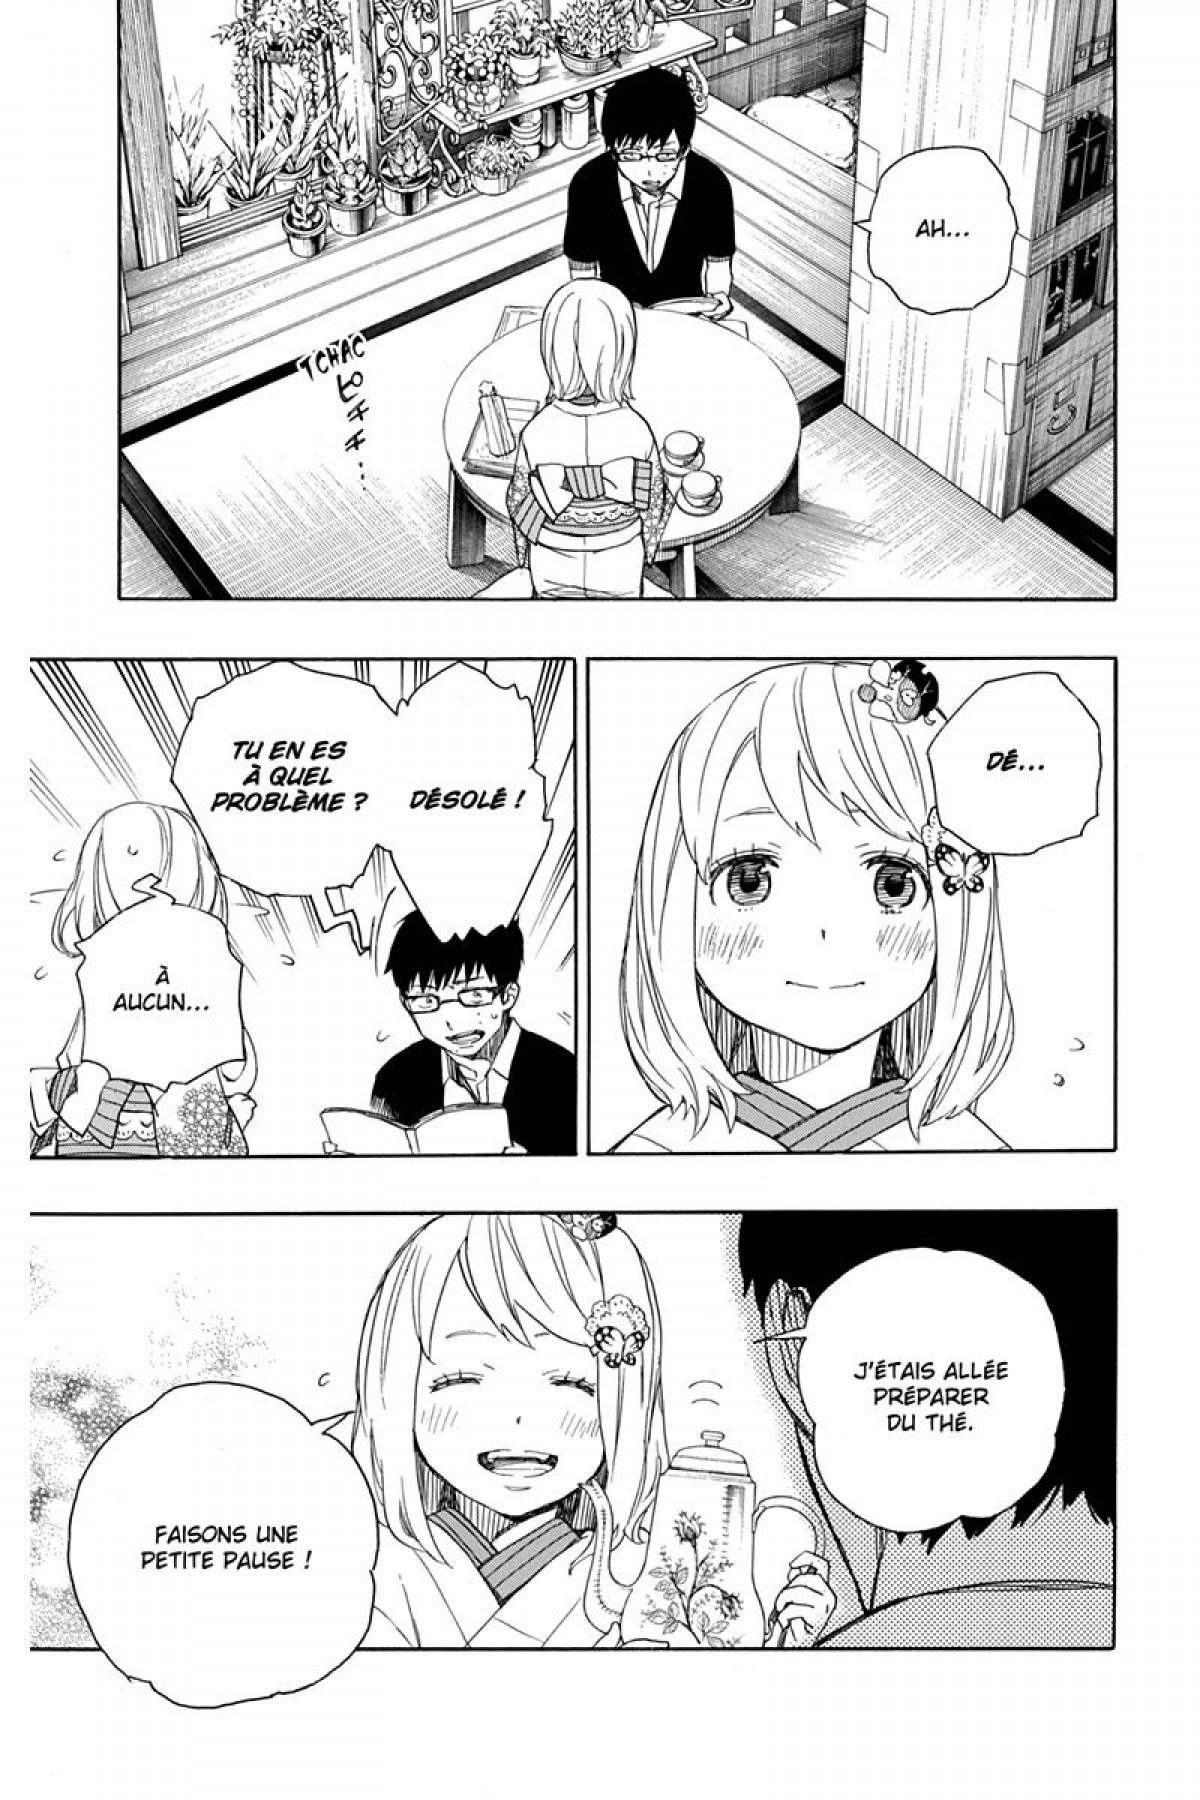 AH...
TCHAC
ピチチチ...
DÉ...
DÉSOLÉ !
TU EN ES
À QUEL
PROBLÈME ?
À
AUCUN...
J'ÉTAIS ALLÉE
PRÉPARER
DU THÉ.
FAISONS UNE
PETITE PAUSE !